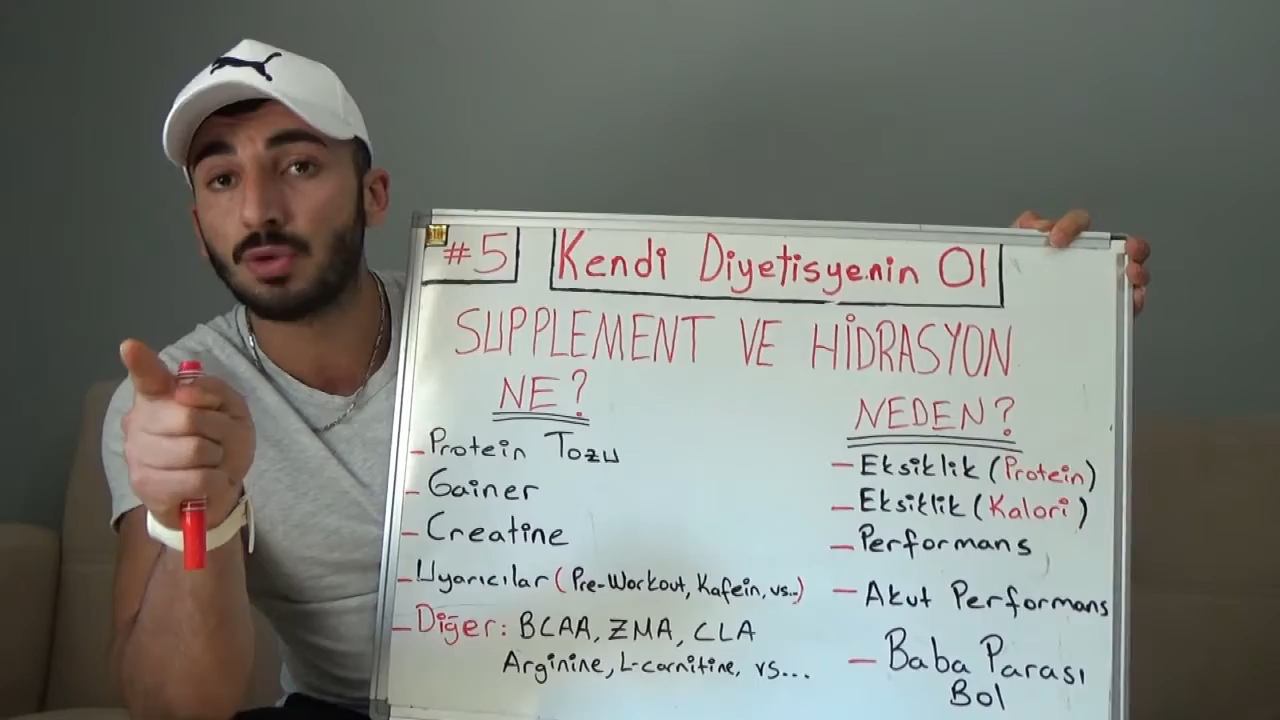 #5 Kendi Diyetisyenin Ol
SUPPLEMENT VE HİDRASYON
NE?
- Protein Tozu
- Gainer
- Creatine
- Uyarıcılar (Pre-Workout, Kafein, vs..)
- Diğer: BCAA, ZMA, CLA
Arginine, L-carnitine, vs...
NEDEN?
- Eksiklik (Protein)
- Eksiklik (Kalori)
- Performans
- Akut Performans
- Baba Parası
Bol